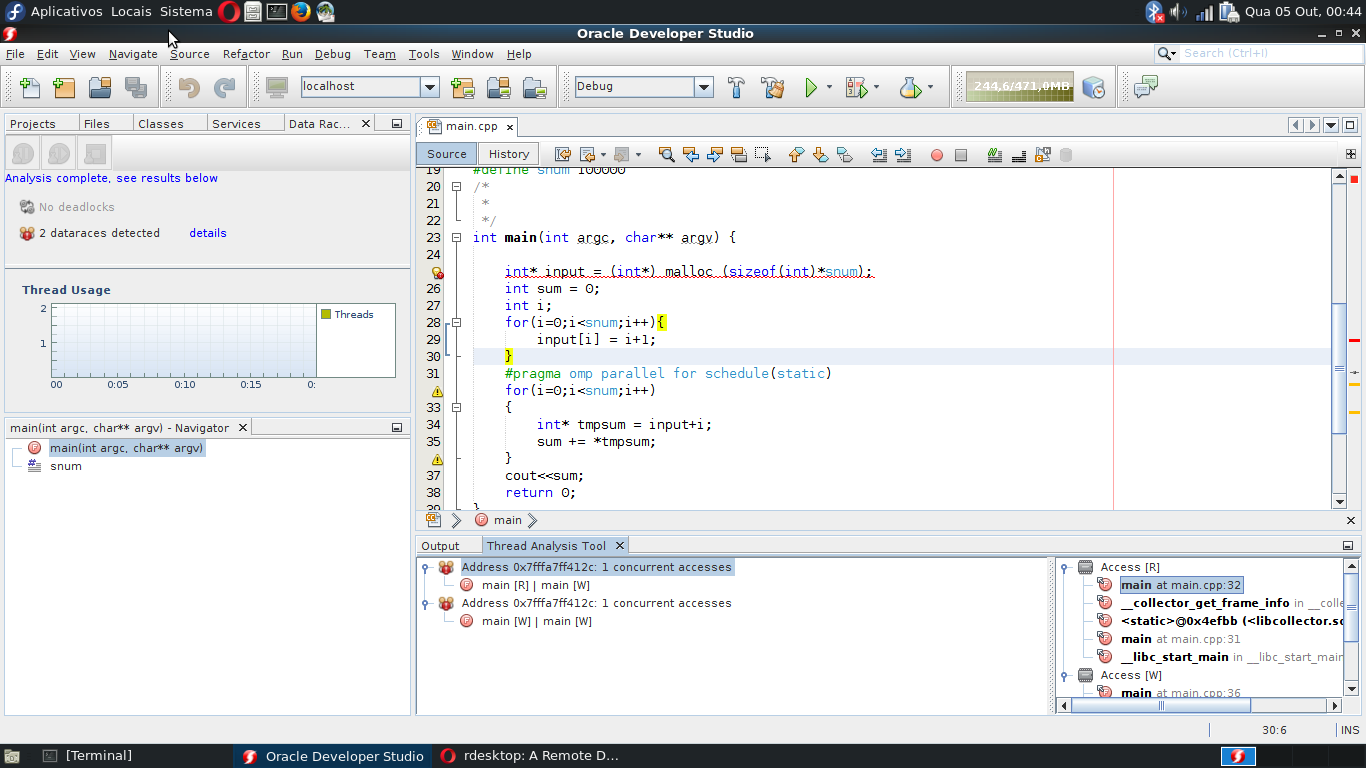 Aplicativos Locais Sistema Qua 05 Out, 00:44
Oracle Developer Studio
File Edit View Navigate Source Refactor Run Debug Team Tools Window Help Search (Ctrl+I)
localhost Debug 244,6/471,0MB
Projects Files Classes Services Data Rac...
Analysis complete, see results below
No deadlocks
2 dataraces detected details
Thread Usage
2
1
Threads
00 0:05 0:10 0:15 0:
main(int argc, char** argv) - Navigator
main(int argc, char** argv)
snum
main.cpp
Source History
19 #define snum 100000
20 /*
21 *
22 */
23 int main(int argc, char** argv) {
24
int* input = (int*) malloc (sizeof(int)*snum);
26 int sum = 0;
27 int i;
28 for(i=0;i<snum;i++){
29 input[i] = i+1;
30 }
31 #pragma omp parallel for schedule(static)
for(i=0;i<snum;i++)
33 {
34 int* tmpsum = input+i;
35 sum += *tmpsum;
}
37 cout<<sum;
38 return 0;
39 }
main
Output Thread Analysis Tool
Address 0x7fffa7ff412c: 1 concurrent accesses
main [R] | main [W]
Address 0x7fffa7ff412c: 1 concurrent accesses
main [W] | main [W]
Access [R]
main at main.cpp:32
__collector_get_frame_info in __colle
<static>@0x4efbb (<libcollector.so
main at main.cpp:31
__libc_start_main in __libc_start_main
Access [W]
main at main.cpp:36
30:6 INS
[Terminal] Oracle Developer Studio rdesktop: A Remote D...